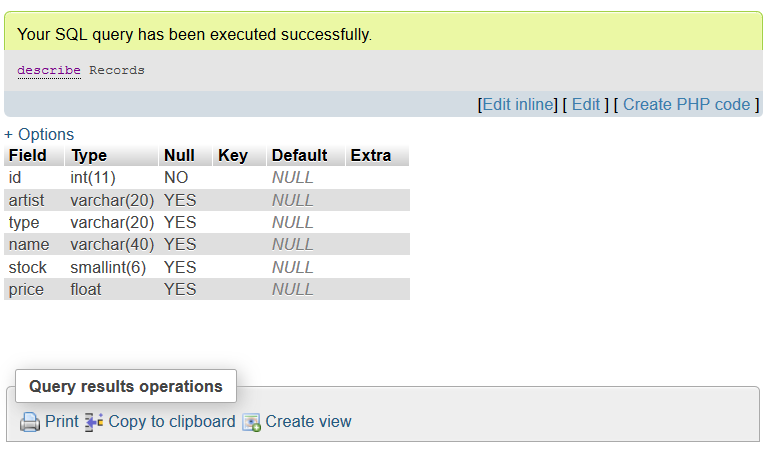 Your SQL query has been executed successfully.
describe Records
[Edit inline] [ Edit ] [ Create PHP code ]
+ Options
Field Type Null Key Default Extra
id int(11) NO NULL
artist varchar(20) YES NULL
type varchar(20) YES NULL
name varchar(40) YES NULL
stock smallint(6) YES NULL
price float YES NULL
Query results operations
Print Copy to clipboard Create view